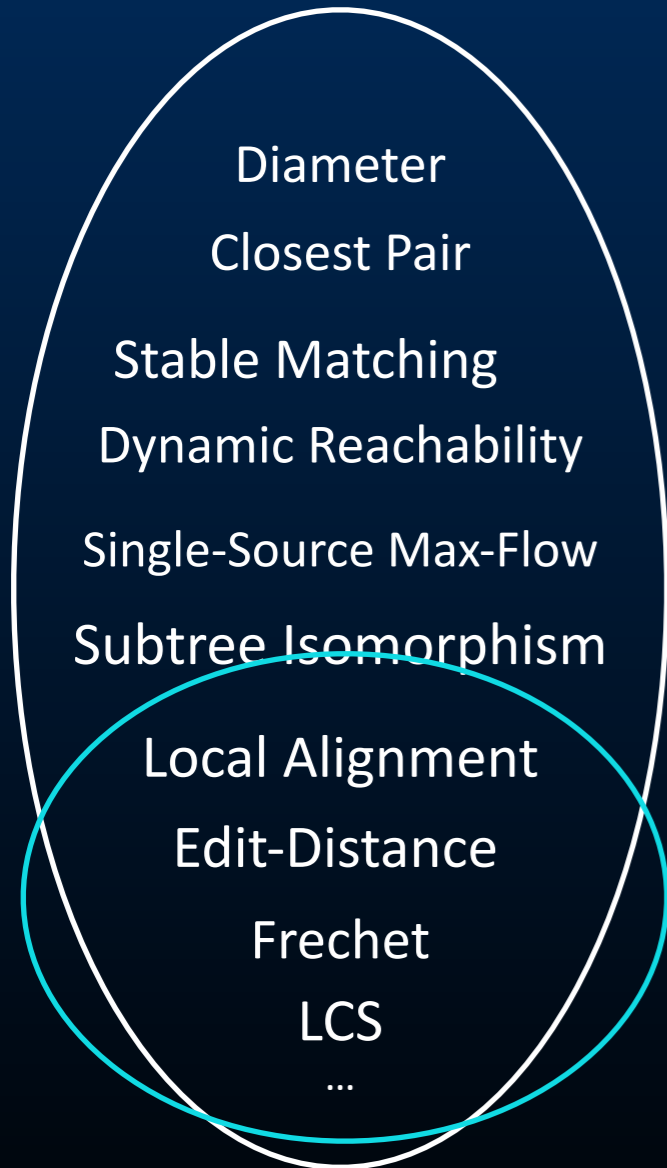 Diameter
Closest Pair
Stable Matching
Dynamic Reachability
Single-Source Max-Flow
Subtree Isomorphism
Local Alignment
Edit-Distance
Frechet
LCS
...